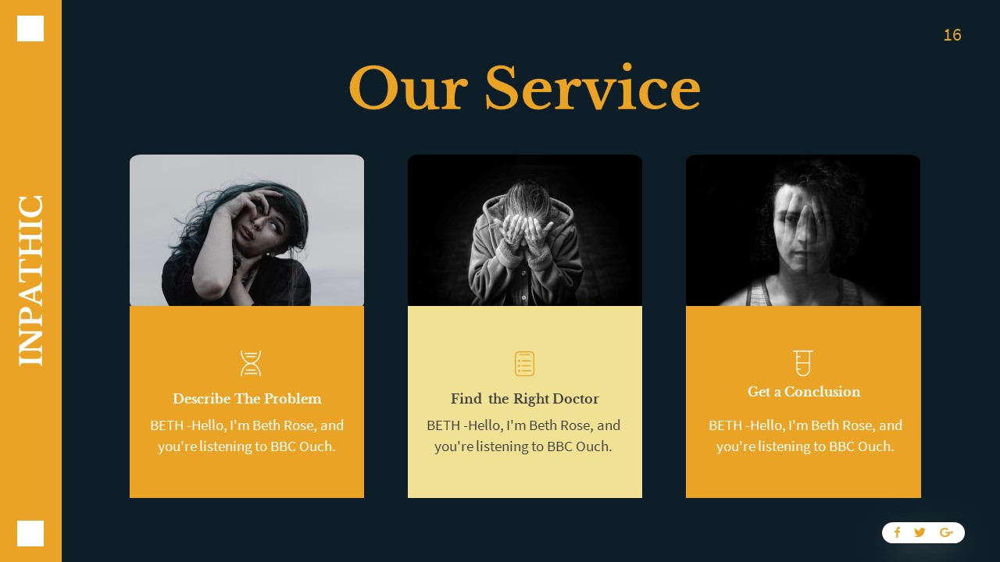 16
Our Service
INPATHIC
Describe The Problem
BETH -Hello, I'm Beth Rose, and
you're listening to BBC Ouch.
Find the Right Doctor
BETH -Hello, I'm Beth Rose, and
you're listening to BBC Ouch.
Get a Conclusion
BETH -Hello, I'm Beth Rose, and
you're listening to BBC Ouch.